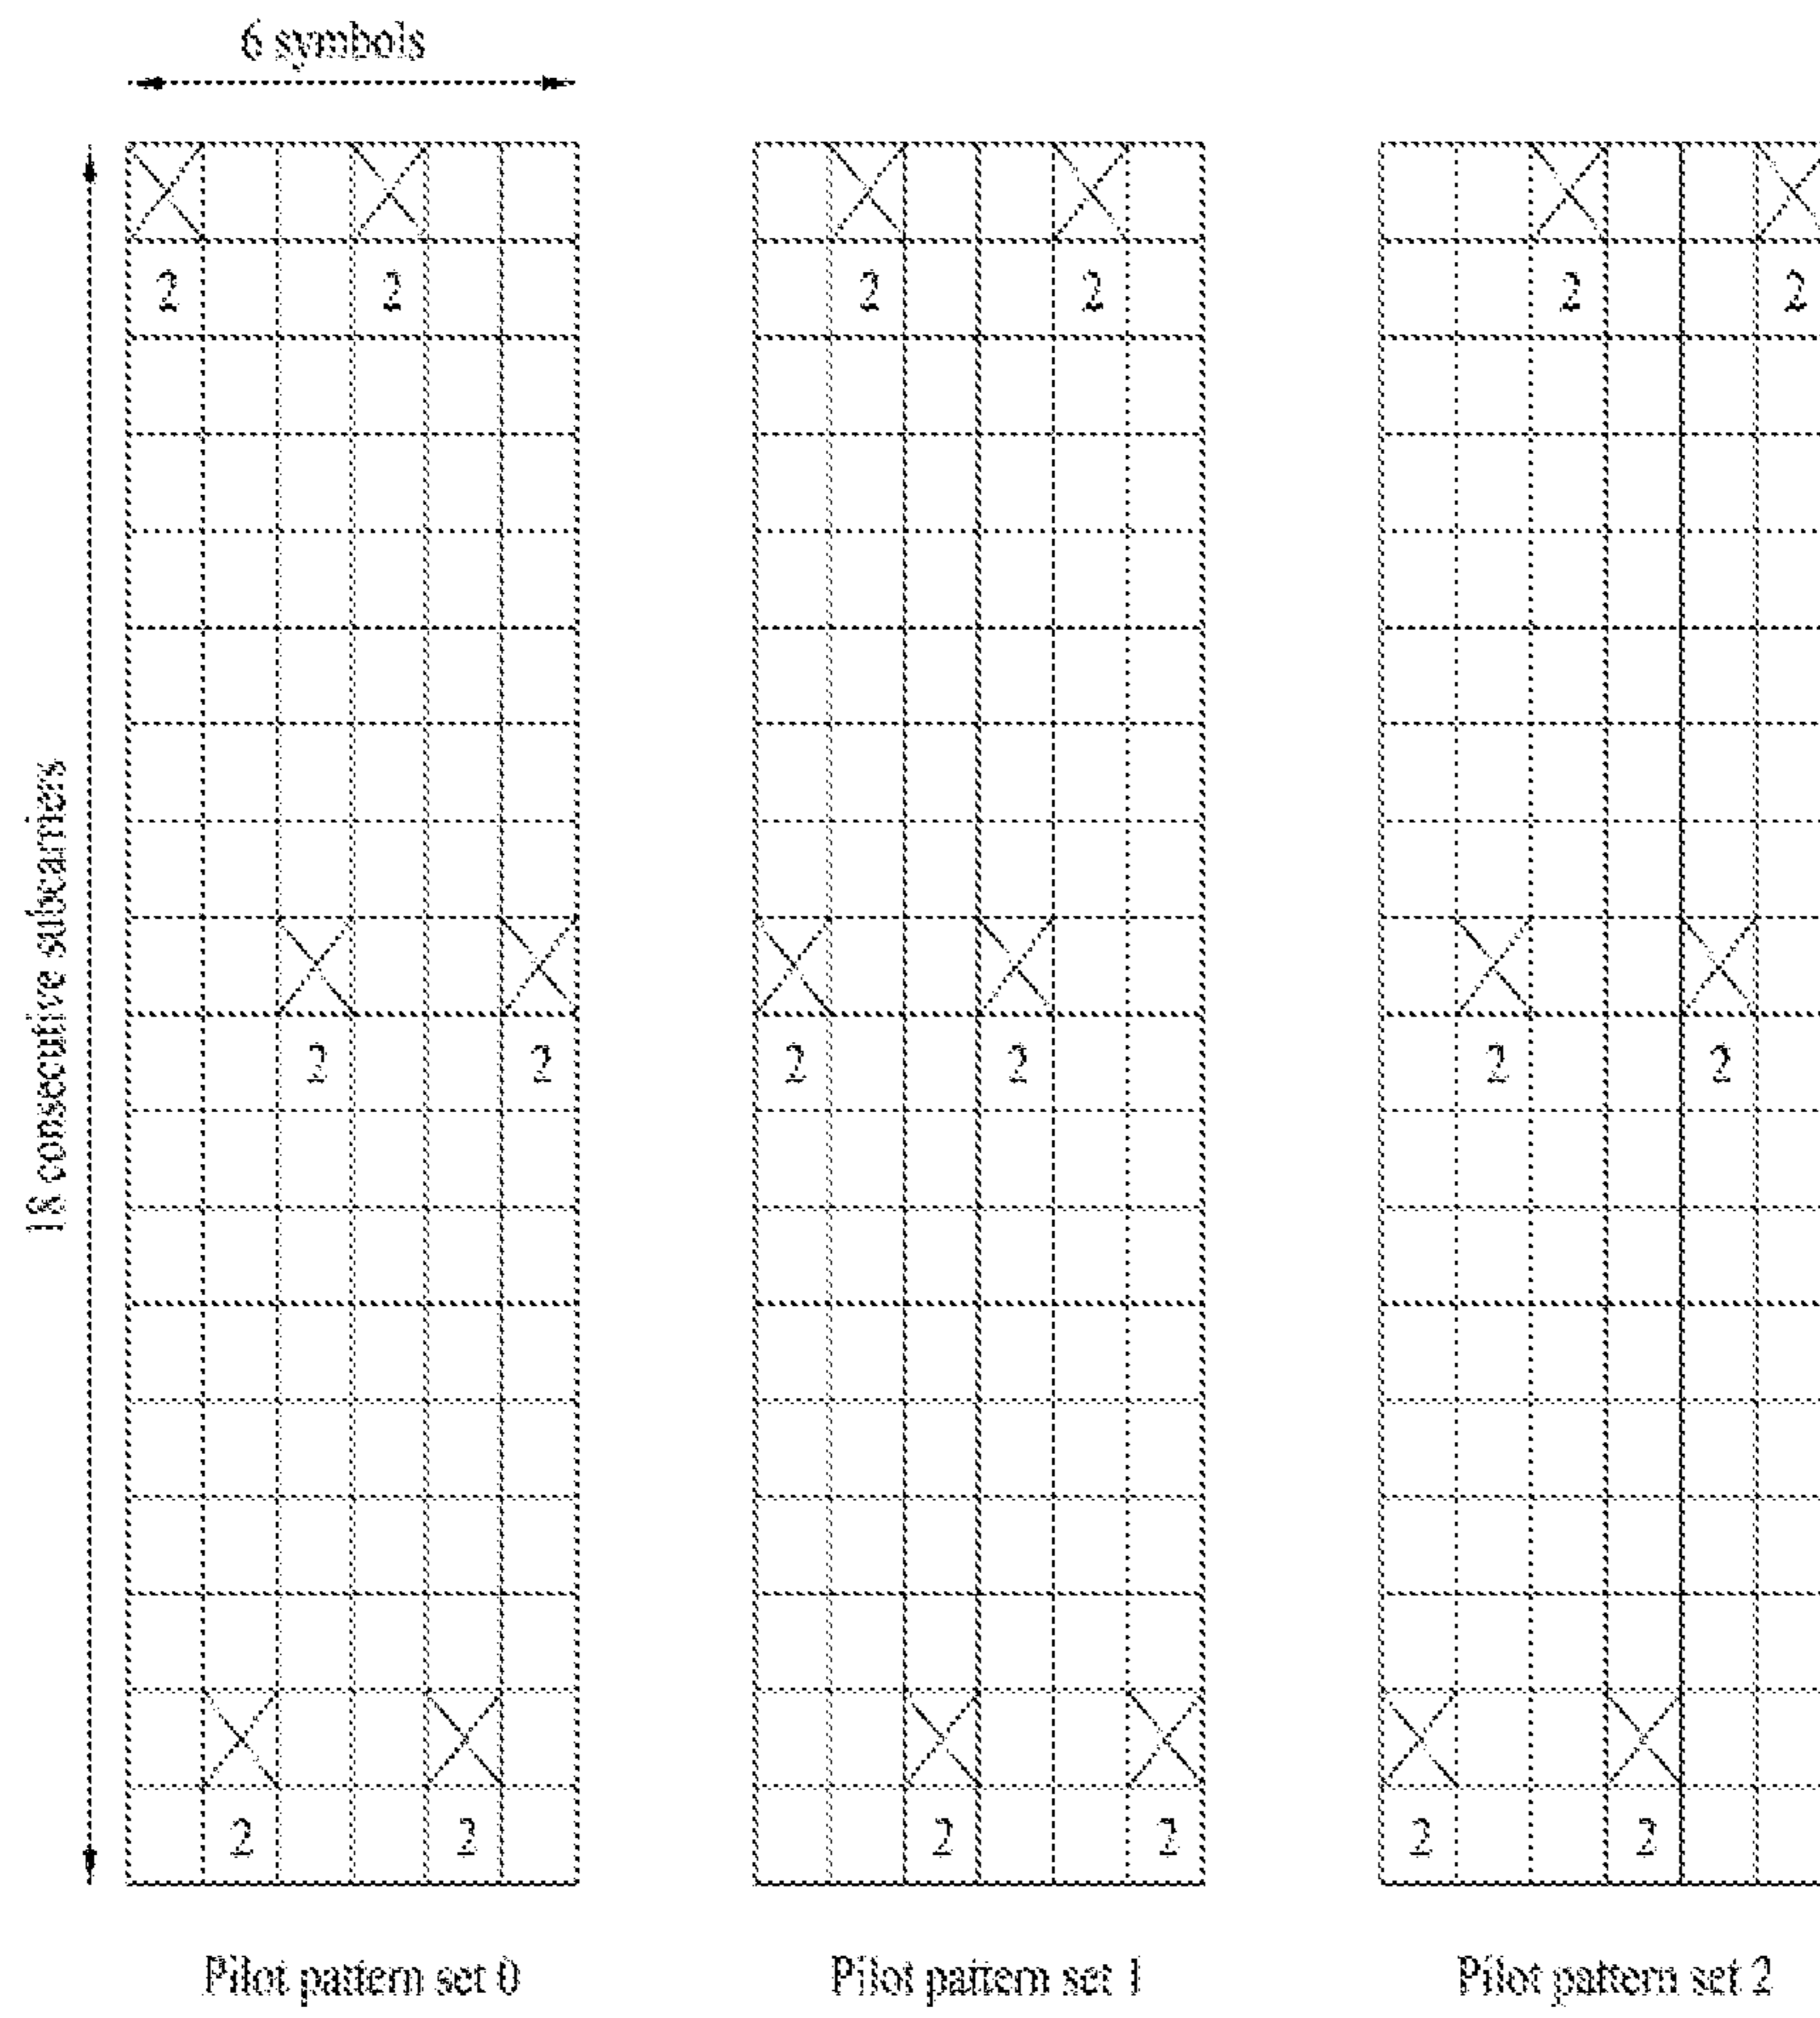 6 symbols
18 consecutive subcarriers
2 2 2 2 2 2
2 2 2 2 2 2
2 2 2 2 2 2
Pilot pattern set 0 Pilot pattern set 1 Pilot pattern set 2